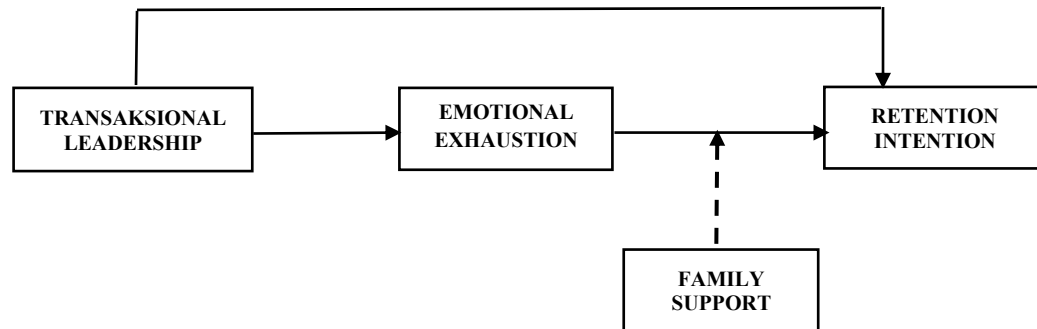 TRANSAKSIONAL
LEADERSHIP
EMOTIONAL
EXHAUSTION
RETENTION
INTENTION
FAMILY
SUPPORT